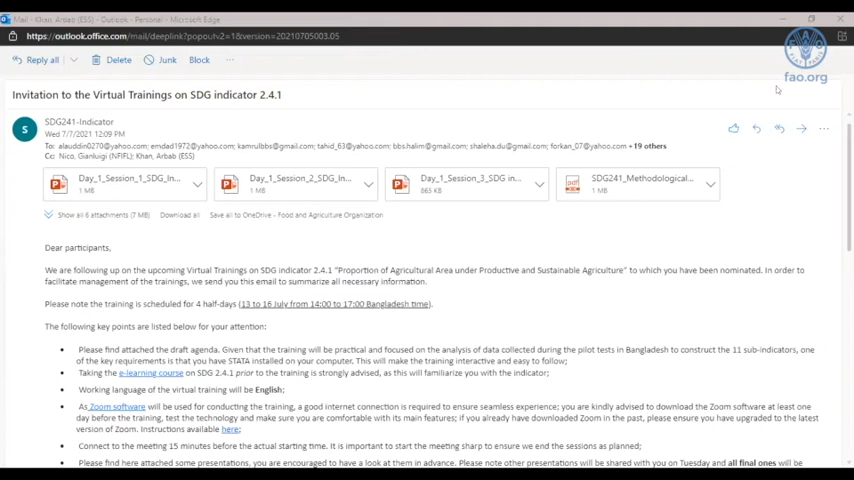 Mail - Khan, Arbab (ESS) - Outlook - Personal - Microsoft Edge
https://outlook.office.com/mail/deeplink?popoutv2=1&version=20210705003.05
fao.org
Reply all Delete Junk Block ...
Invitation to the Virtual Trainings on SDG indicator 2.4.1
S
SDG241-Indicator
Wed 7/7/2021 12:09 PM
To: alauddin0270@yahoo.com; emdad1972@yahoo.com; kamrulbbs@gmail.com; tahid_63@yahoo.com; bbs.halim@gmail.com; shaleha.du@gmail.com; forkan_07@yahoo.com +19 others
Cc: Nico, Gianluigi (NFIFL); Khan, Arbab (ESS)
Day_1_Session_1_SDG_In...
1 MB
Day_1_Session_2_SDG_In...
1 MB
Day_1_Session_3_SDG in...
865 KB
pdf
SDG241_Methodological...
1 MB
Show all 6 attachments (7 MB) Download all Save all to OneDrive - Food and Agriculture Organization
Dear participants,
We are following up on the upcoming Virtual Trainings on SDG indicator 2.4.1 "Proportion of Agricultural Area under Productive and Sustainable Agriculture" to which you have been nominated. In order to
facilitate management of the trainings, we send you this email to summarize all necessary information.
Please note the training is scheduled for 4 half-days (13 to 16 July from 14:00 to 17:00 Bangladesh time).
The following key points are listed below for your attention:
• Please find attached the draft agenda. Given that the training will be practical and focused on the analysis of data collected during the pilot tests in Bangladesh to construct the 11 sub-indicators, one
of the key requirements is that you have STATA installed on your computer. This will make the training interactive and easy to follow;
• Taking the e-learning course on SDG 2.4.1 prior to the training is strongly advised, as this will familiarize you with the indicator;
• Working language of the virtual training will be English;
• As Zoom software will be used for conducting the training, a good internet connection is required to ensure seamless experience; you are kindly advised to download the Zoom software at least one
day before the training, test the technology and make sure you are comfortable with its main features; if you already have downloaded Zoom in the past, please ensure you have upgraded to the latest
version of Zoom. Instructions available here;
• Connect to the meeting 15 minutes before the actual starting time. It is important to start the meeting sharp to ensure we end the sessions as planned;
• Please find here attached some presentations, you are encouraged to have a look at them in advance. Please note other presentations will be shared with you on Tuesday and all final ones will be